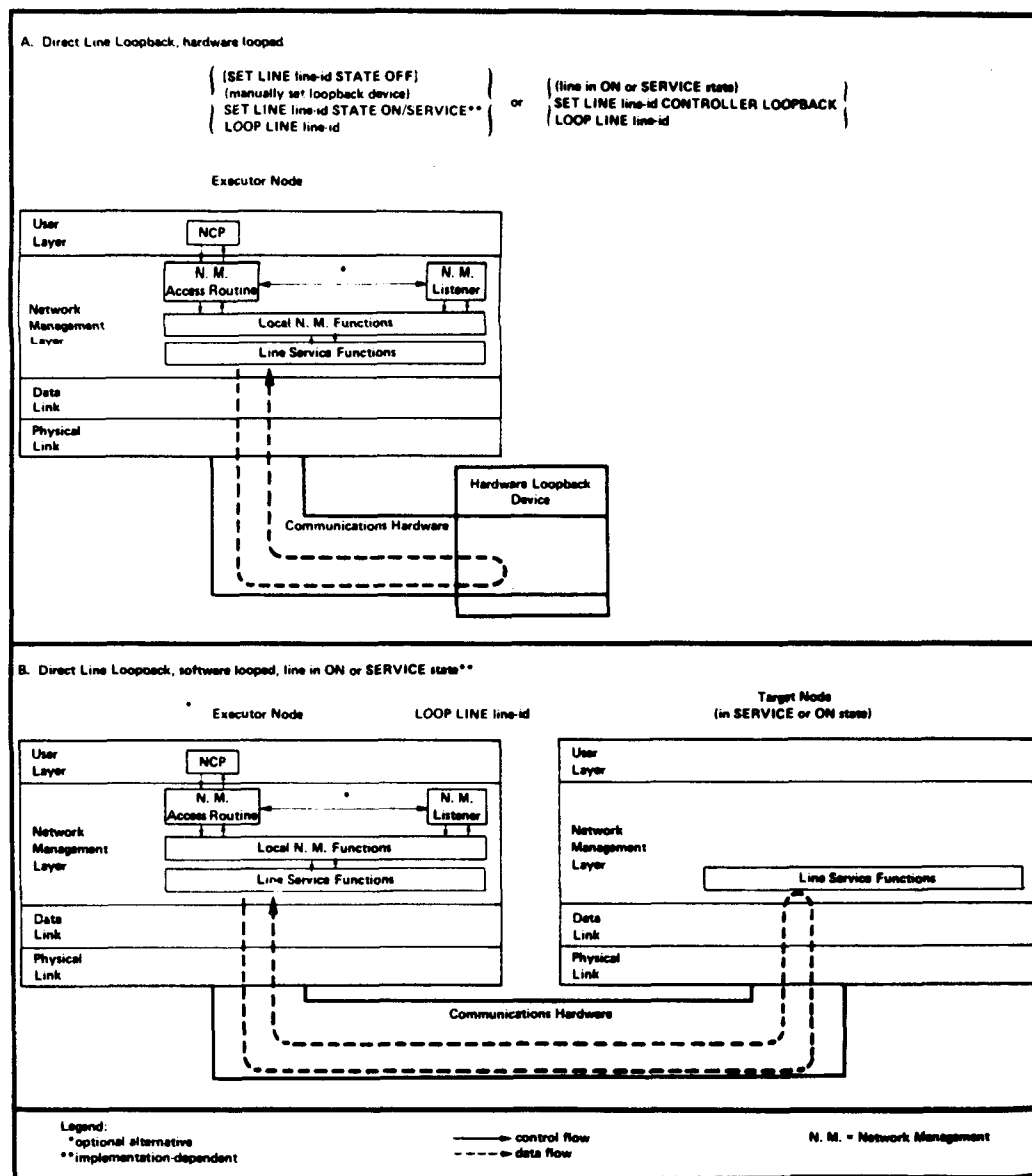 A. Direct Line Loopback, hardware looped
(SET LINE line-id STATE OFF)
(manually set loopback device)
SET LINE line-id STATE ON/SERVICE**
LOOP LINE line-id
or
(line in ON or SERVICE state)
SET LINE line-id CONTROLLER LOOPBACK
LOOP LINE line-id
Executor Node
User
Layer
NCP
N. M.
Access Routine
*
N. M.
Listener
Network
Management
Layer
Local N. M. Functions
Line Service Functions
Data
Link
Physical
Link
Hardware Loopback
Device
Communications Hardware
B. Direct Line Loopback, software looped, line in ON or SERVICE state**
Executor Node
LOOP LINE line-id
Target Node
(in SERVICE or ON state)
User
Layer
NCP
N. M.
Access Routine
*
N. M.
Listener
Network
Management
Layer
Local N. M. Functions
Line Service Functions
Data
Link
Physical
Link
User
Layer
Network
Management
Layer
Line Service Functions
Data
Link
Physical
Link
Communications Hardware
Legend:
*optional alternative
**implementation-dependent
control flow
data flow
N. M. = Network Management